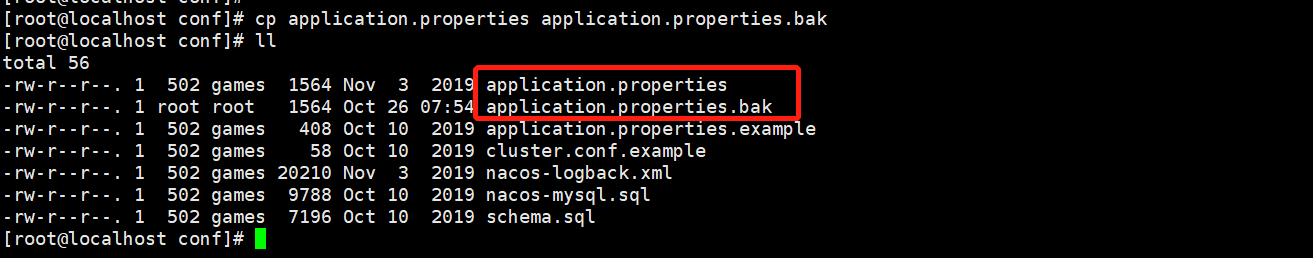 [root@localhost conf]# cp application.properties application.properties.bak
[root@localhost conf]# ll
total 56
-rw-r--r--. 1  502 games  1564 Nov  3  2019 application.properties
-rw-r--r--. 1 root root   1564 Oct 26 07:54 application.properties.bak
-rw-r--r--. 1  502 games   408 Oct 10  2019 application.properties.example
-rw-r--r--. 1  502 games    58 Oct 10  2019 cluster.conf.example
-rw-r--r--. 1  502 games 20210 Nov  3  2019 nacos-logback.xml
-rw-r--r--. 1  502 games  9788 Oct 10  2019 nacos-mysql.sql
-rw-r--r--. 1  502 games  7196 Oct 10  2019 schema.sql
[root@localhost conf]#